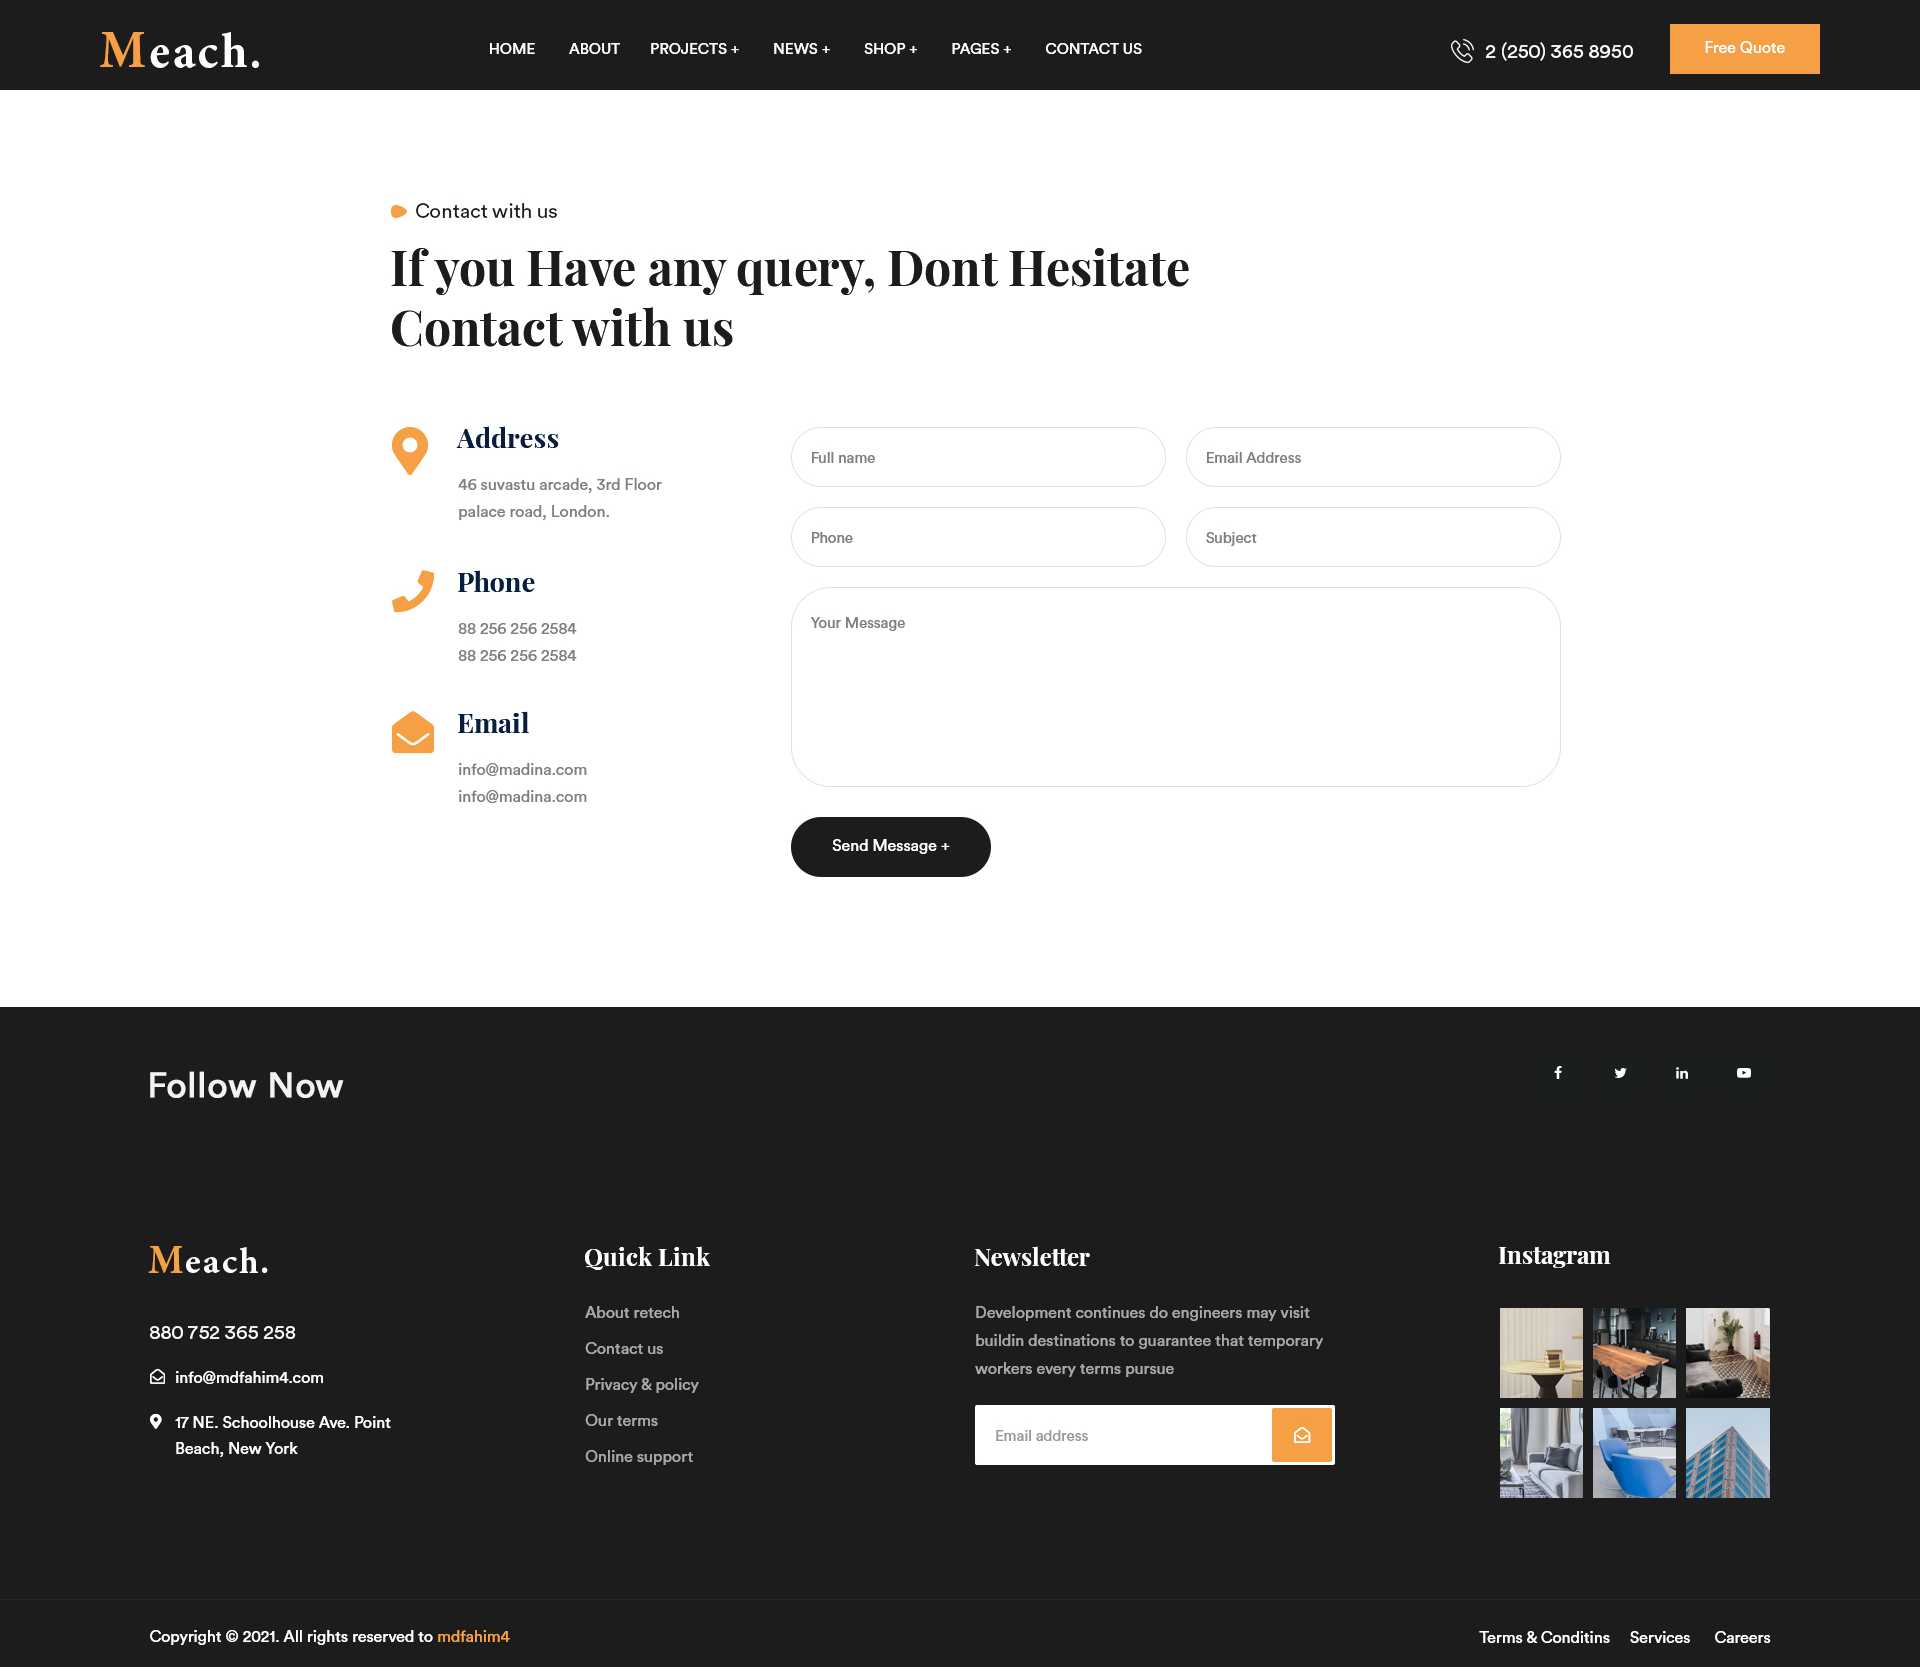 Meach.
HOME ABOUT PROJECTS + NEWS + SHOP + PAGES + CONTACT US
2 (250) 365 8950
Free Quote
Contact with us
If you Have any query, Dont Hesitate
Contact with us
Address
46 suvastu arcade, 3rd Floor
palace road, London.
Phone
88 256 256 2584
88 256 256 2584
Email
info@madina.com
info@madina.com
Full name
Email Address
Phone
Subject
Your Message
Send Message +
Follow Now
Meach.
880 752 365 258
info@mdfahim4.com
17 NE. Schoolhouse Ave. Point
Beach, New York
Quick Link
About retech
Contact us
Privacy & policy
Our terms
Online support
Newsletter
Development continues do engineers may visit
buildin destinations to guarantee that temporary
workers every terms pursue
Email address
Instagram
Copyright © 2021. All rights reserved to mdfahim4
Terms & Conditins Services Careers